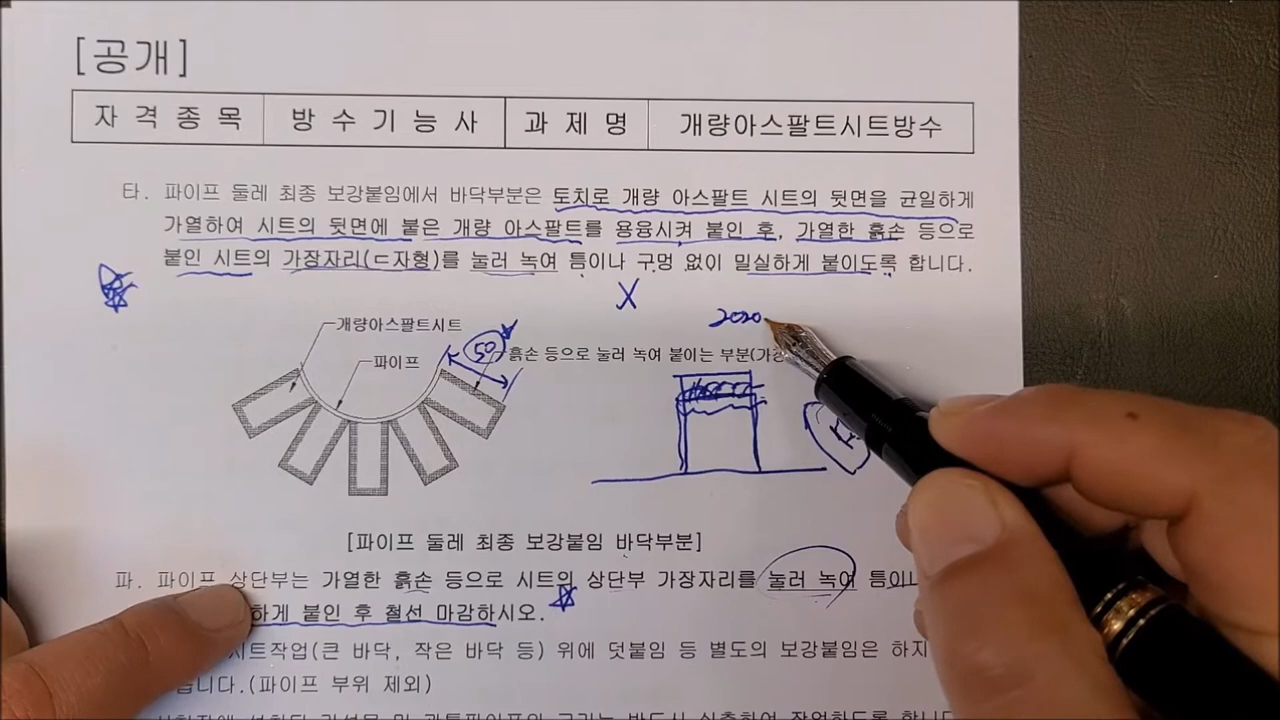 [공개]
자격종목 방수기능사 과제명 개량아스팔트시트방수
타. 파이프 둘레 최종 보강붙임에서 바닥부분은 토치로 개량 아스팔트 시트의 뒷면을 균일하게
가열하여 시트의 뒷면에 붙은 개량 아스팔트를 용융시켜 붙인 후, 가열한 흙손 등으로
붙인 시트의 가장자리(ㄷ자형)를 눌러 녹여 틈이나 구멍 없이 밀실하게 붙이도록 합니다.
X
2020
개량아스팔트시트
50
파이프
흙손 등으로 눌러 녹여 붙이는 부분(가장
[파이프 둘레 최종 보강붙임 바닥부분]
파. 파이프 상단부는 가열한 흙손 등으로 시트의 상단부 가장자리를 눌러 녹여 틈이나
하게 붙인 후 철선 마감하시오.
시트작업(큰 바닥, 작은 바닥 등) 위에 덧붙임 등 별도의 보강붙임은 하지
습니다.(파이프 부위 제외)